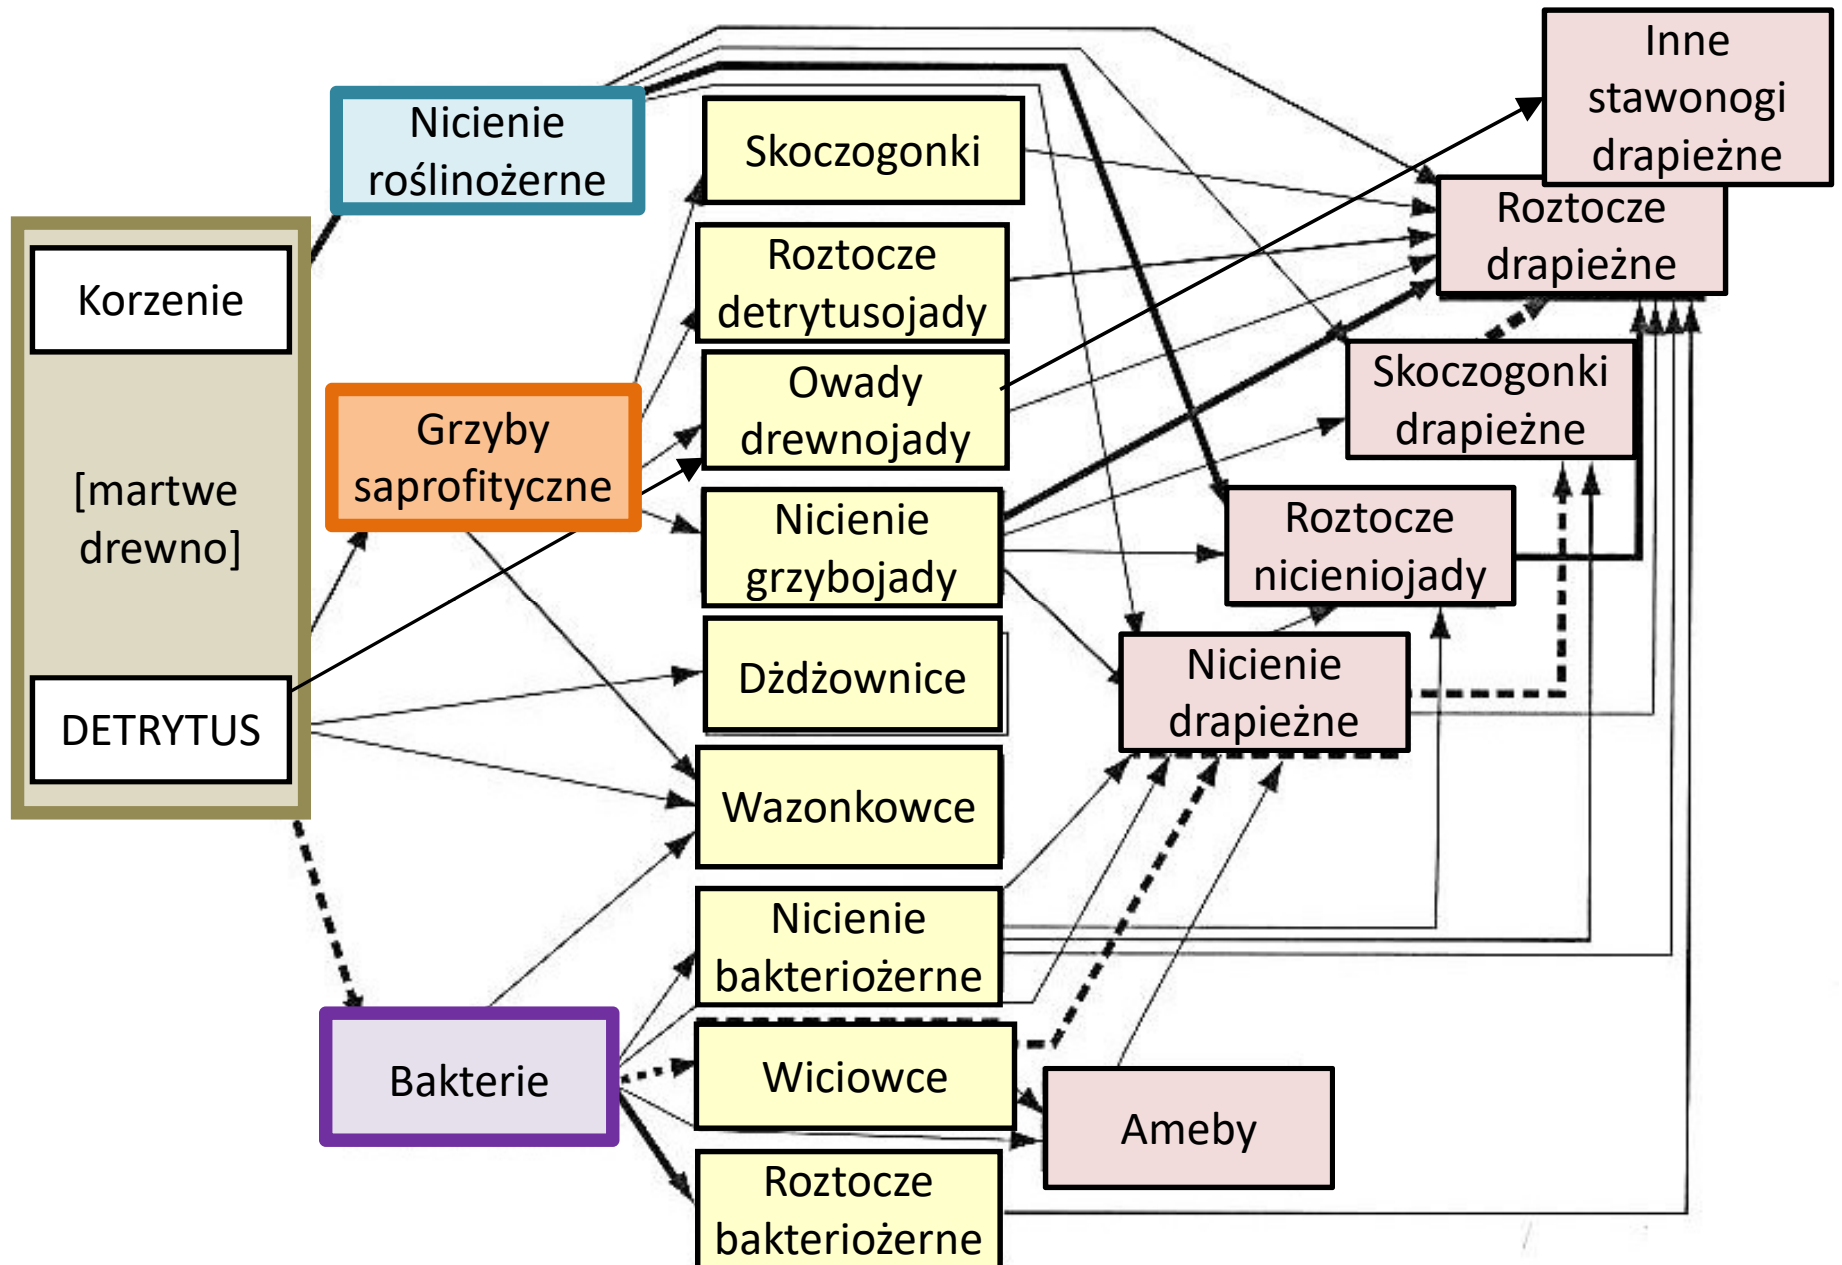 Korzenie
[martwe
drewno]
DETRYTUS
Nicienie
roślinożerne
Grzyby
saprofityczne
Bakterie
Skoczogonki
Roztocze
detrytusojady
Owady
drewnojady
Nicienie
grzybojady
Dżdżownice
Wazonkowce
Nicienie
bakteriożerne
Wiciowce
Roztocze
bakteriożerne
Inne
stawonogi
drapieżne
Roztocze
drapieżne
Skoczogonki
drapieżne
Roztocze
nicieniojady
Nicienie
drapieżne
Ameby